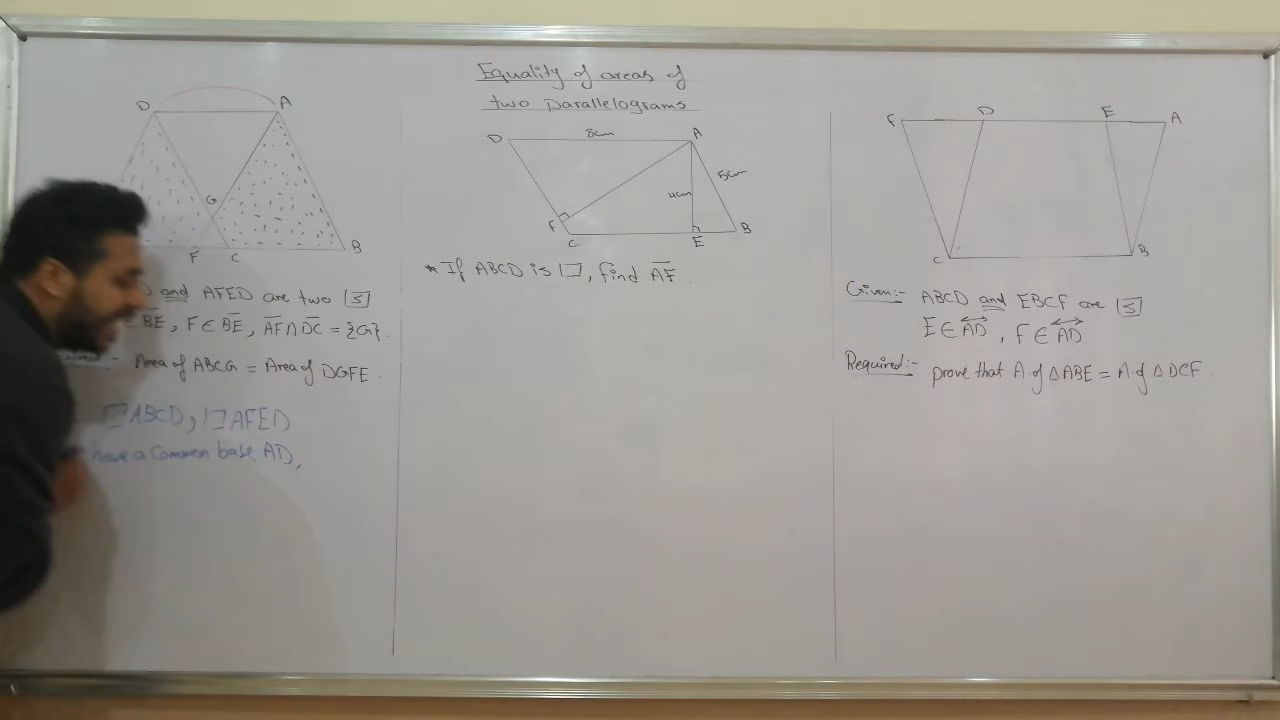 Equality of areas of
two parallelograms
D A
G
F C B
D and AFED are two ▱s
BE, F ∈ BE, AF ∩ DC = {G}.
Area of ABCG = Area of DGFE.
▱ABCD, ▱AFED
have a common base AD,
D 8cm A
5cm
4cm
F C E B
* If ABCD is ▱, find AF.
F D E A
C B
Given:- ABCD and EBCF are ▱s
E ∈ AD, F ∈ AD
Required:- prove that A. of △ABE = A. of △DCF.